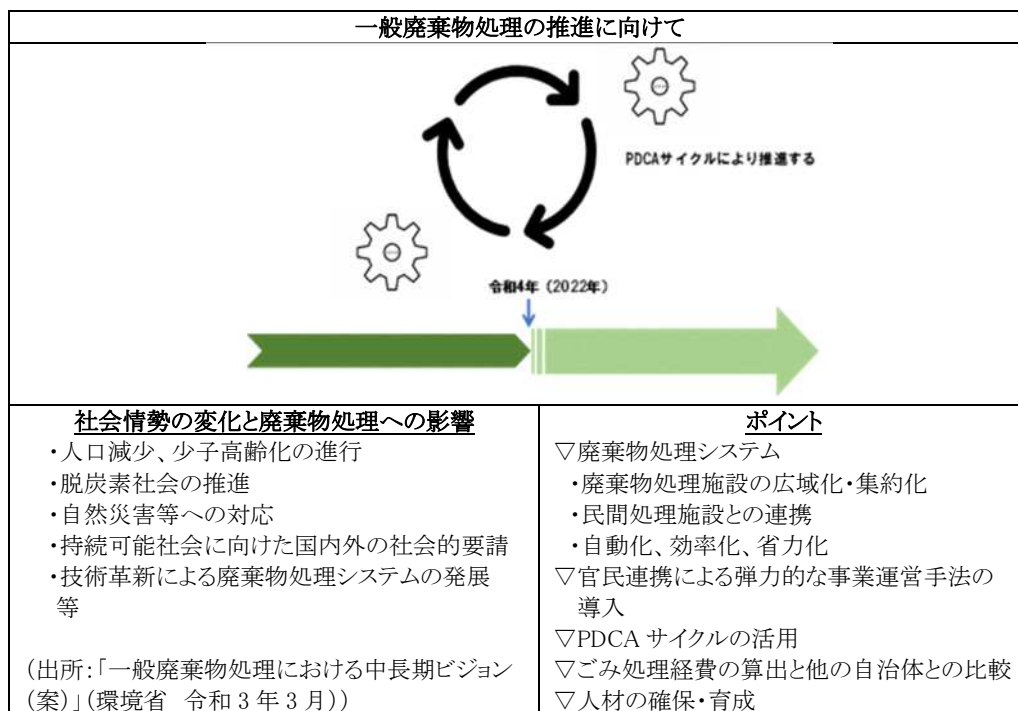 一般廃棄物処理の推進に向けて
PDCAサイクルにより推進する
令和4年（2022年）
社会情勢の変化と廃棄物処理への影響
・人口減少、少子高齢化の進行
・脱炭素社会の推進
・自然災害等への対応
・持続可能社会に向けた国内外の社会的要請
・技術革新による廃棄物処理システムの発展
等
（出所：「一般廃棄物処理における中長期ビジョン
（案）」（環境省　令和３年３月））
ポイント
▽廃棄物処理システム
・廃棄物処理施設の広域化・集約化
・民間処理施設との連携
・自動化、効率化、省力化
▽官民連携による弾力的な事業運営手法の
導入
▽PDCA サイクルの活用
▽ごみ処理経費の算出と他の自治体との比較
▽人材の確保・育成